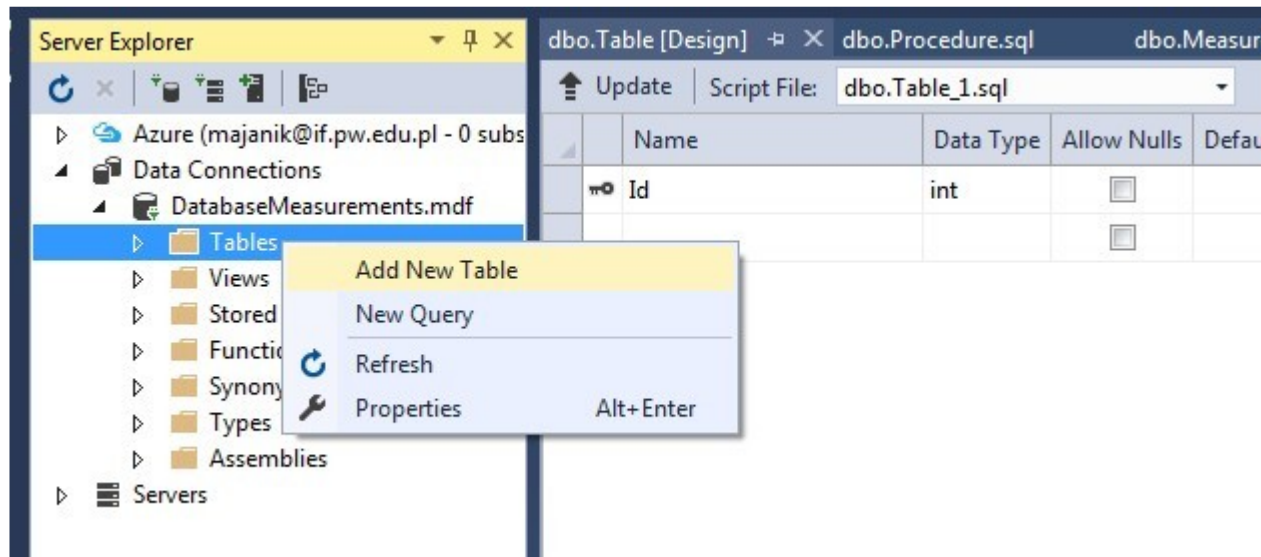 Server Explorer
Azure (majanik@if.pw.edu.pl - 0 subs
Data Connections
DatabaseMeasurements.mdf
Tables
Views
Stored
Functio
Synony
Types
Assemblies
Servers
Add New Table
New Query
Refresh
Properties Alt+Enter
dbo.Table [Design] dbo.Procedure.sql dbo.Measur
Update Script File: dbo.Table_1.sql
Name Data Type Allow Nulls Defau
Id int